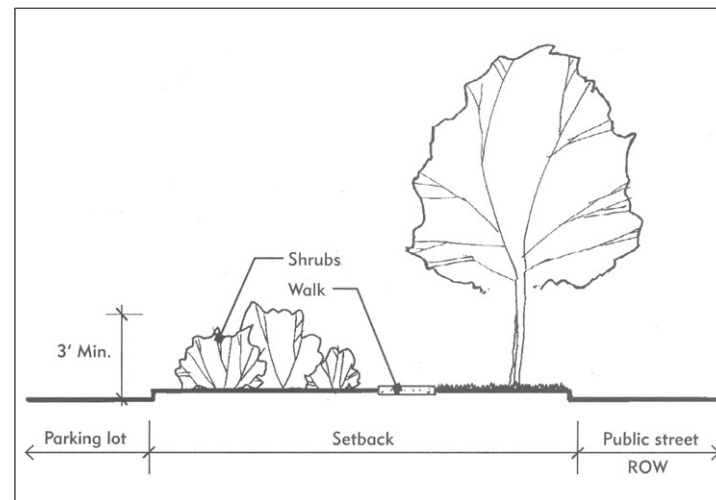 Shrubs
Walk
3' Min.
Parking lot
Setback
Public street
ROW